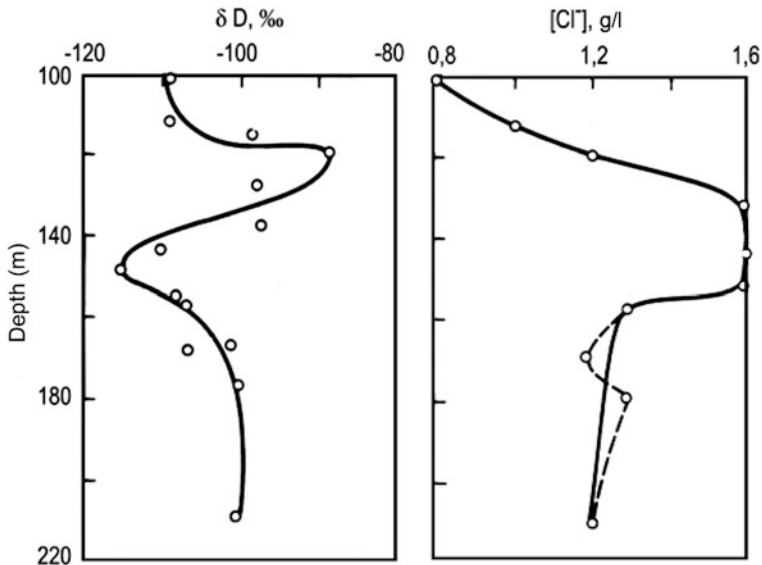 δ D, ‰
-120 -100 -80
[Cl⁻], g/l
0,8 1,2 1,6
Depth (m)
100
140
180
220